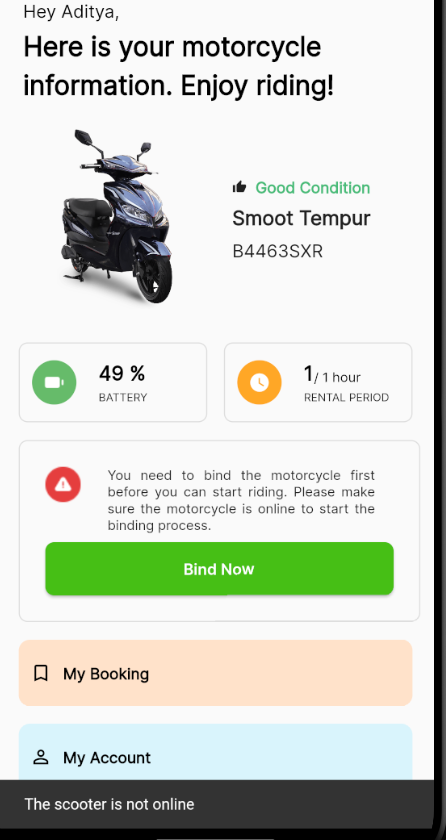 Hey Aditya,
Here is your motorcycle
information. Enjoy riding!
Good Condition
Smoot Tempur
B4463SXR
49 %
BATTERY
1/ 1 hour
RENTAL PERIOD
You need to bind the motorcycle first
before you can start riding. Please make
sure the motorcycle is online to start the
binding process.
Bind Now
My Booking
My Account
The scooter is not online